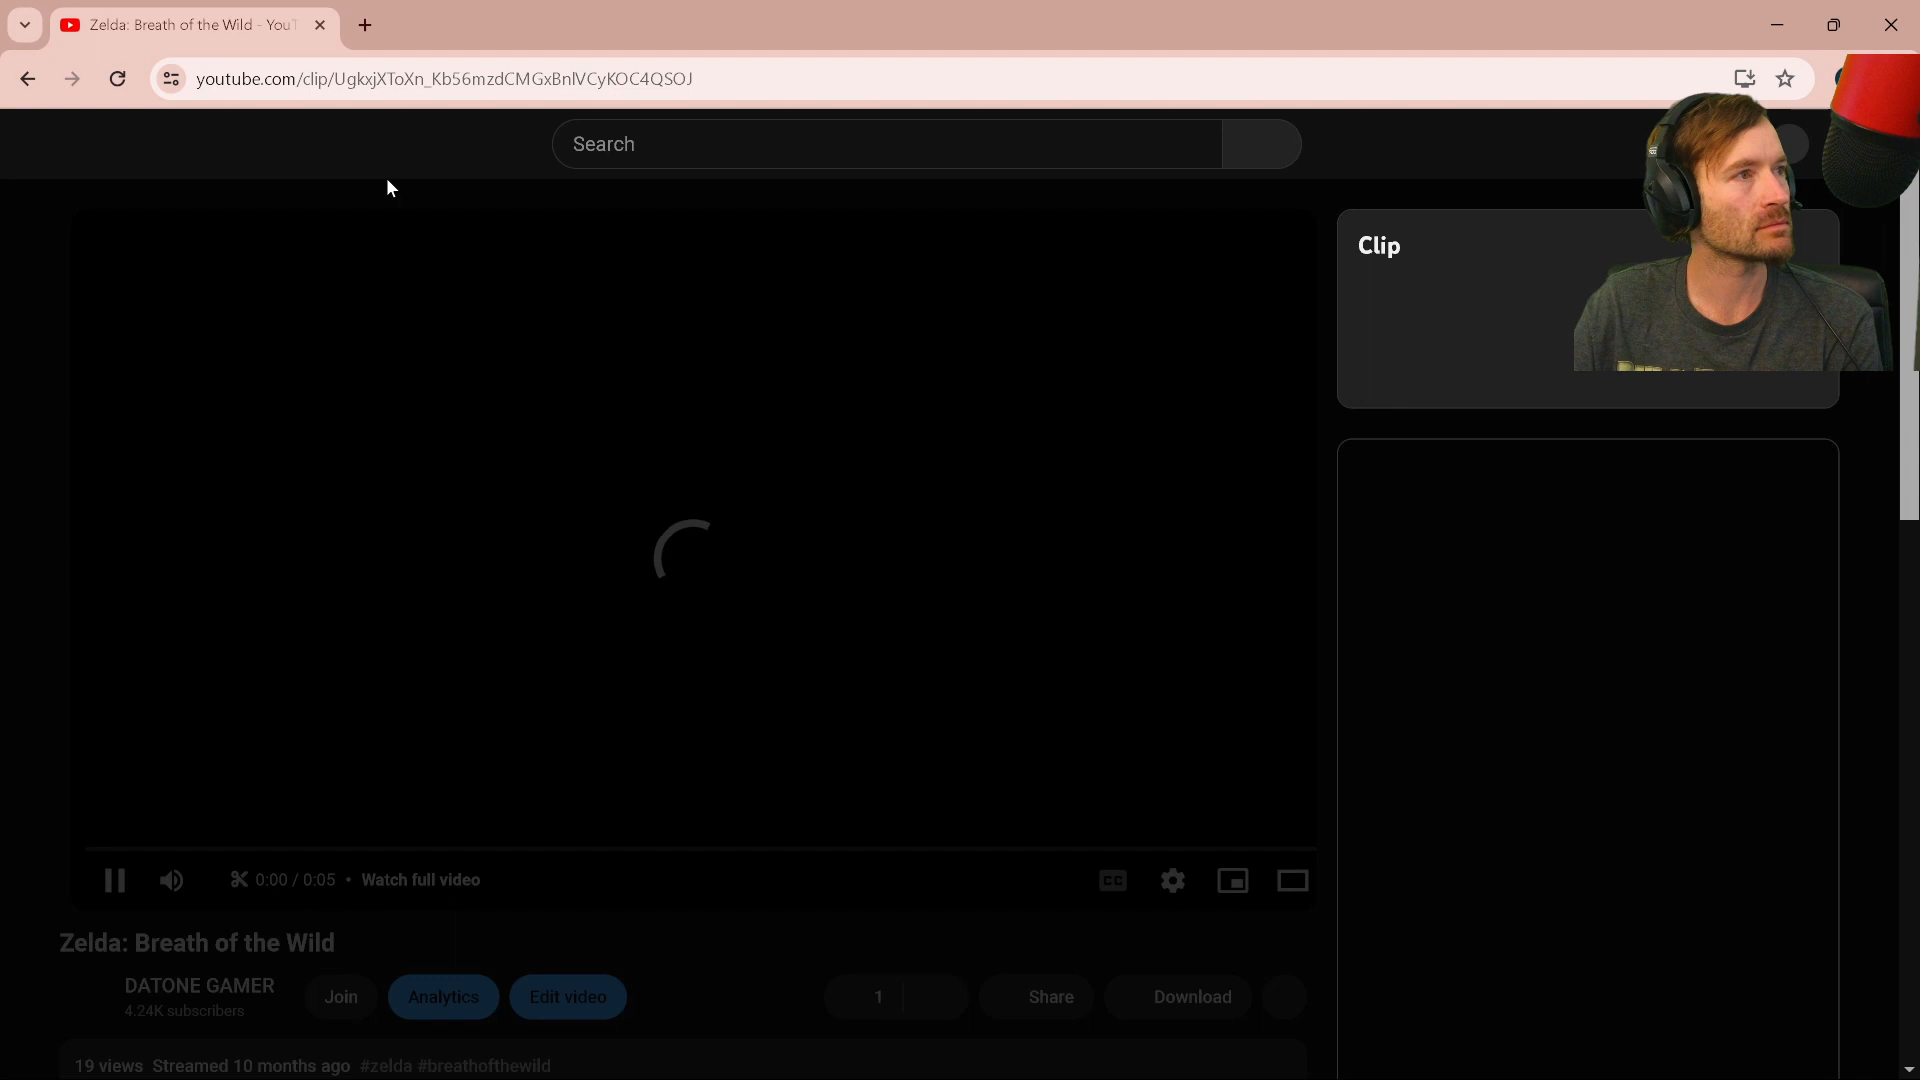 Zelda: Breath of the Wild - YouT
youtube.com/clip/UgkxjXToXn_Kb56mzdCMGxBnlVCyKOC4QSOJ
Search
Clip
0:00 / 0:05 • Watch full video
CC
Zelda: Breath of the Wild
DATONE GAMER
4.24K subscribers
Join
Analytics
Edit video
1
Share
Download
19 views Streamed 10 months ago #zelda #breathofthewild